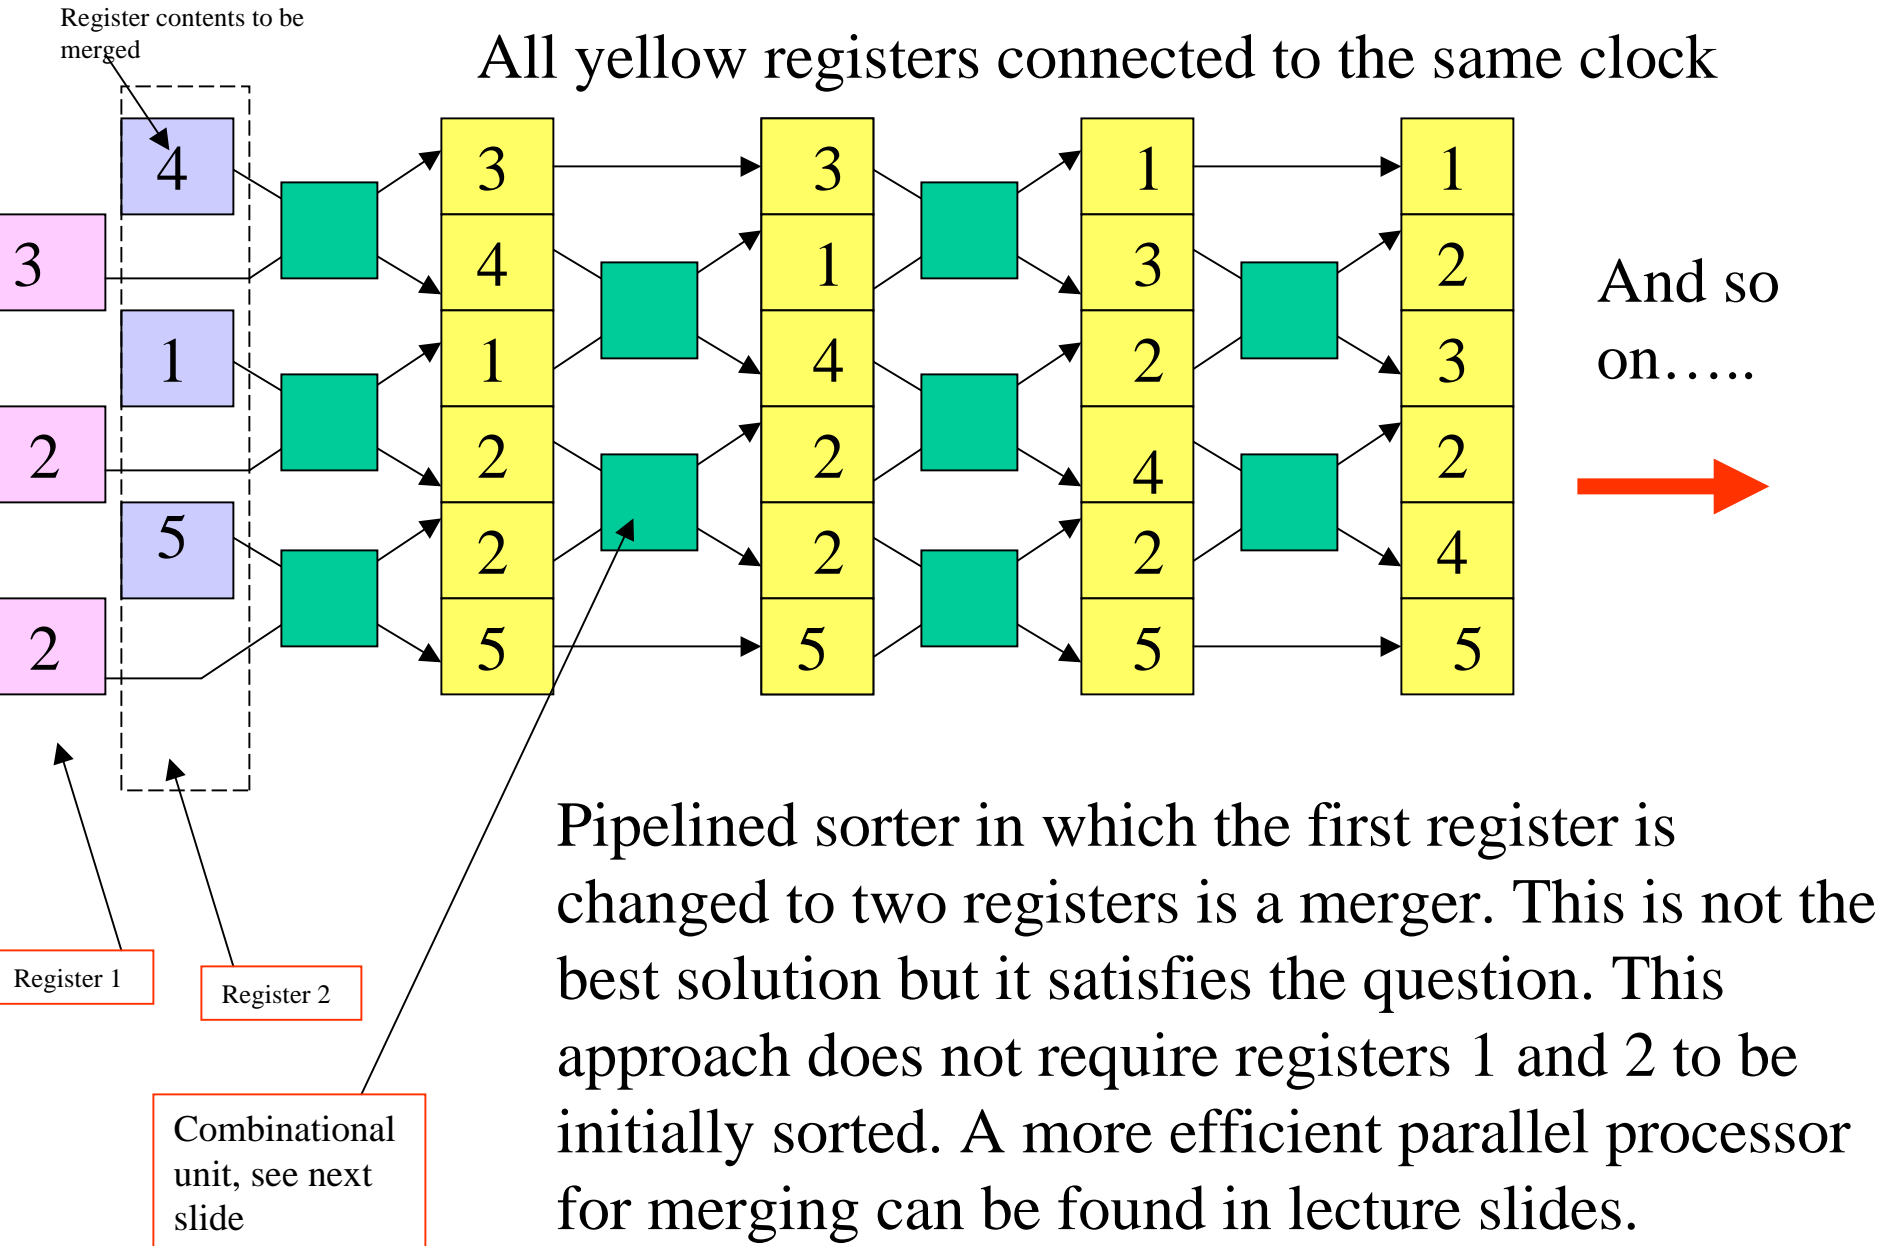 Register contents to be
merged
All yellow registers connected to the same clock
4
3
1
2
5
2
3
4
1
2
2
5
3
1
4
2
2
5
1
3
2
4
2
5
1
2
3
2
4
5
And so
on…..
Register 1
Register 2
Combinational
unit, see next
slide
Pipelined sorter in which the first register is
changed to two registers is a merger. This is not the
best solution but it satisfies the question. This
approach does not require registers 1 and 2 to be
initially sorted. A more efficient parallel processor
for merging can be found in lecture slides.